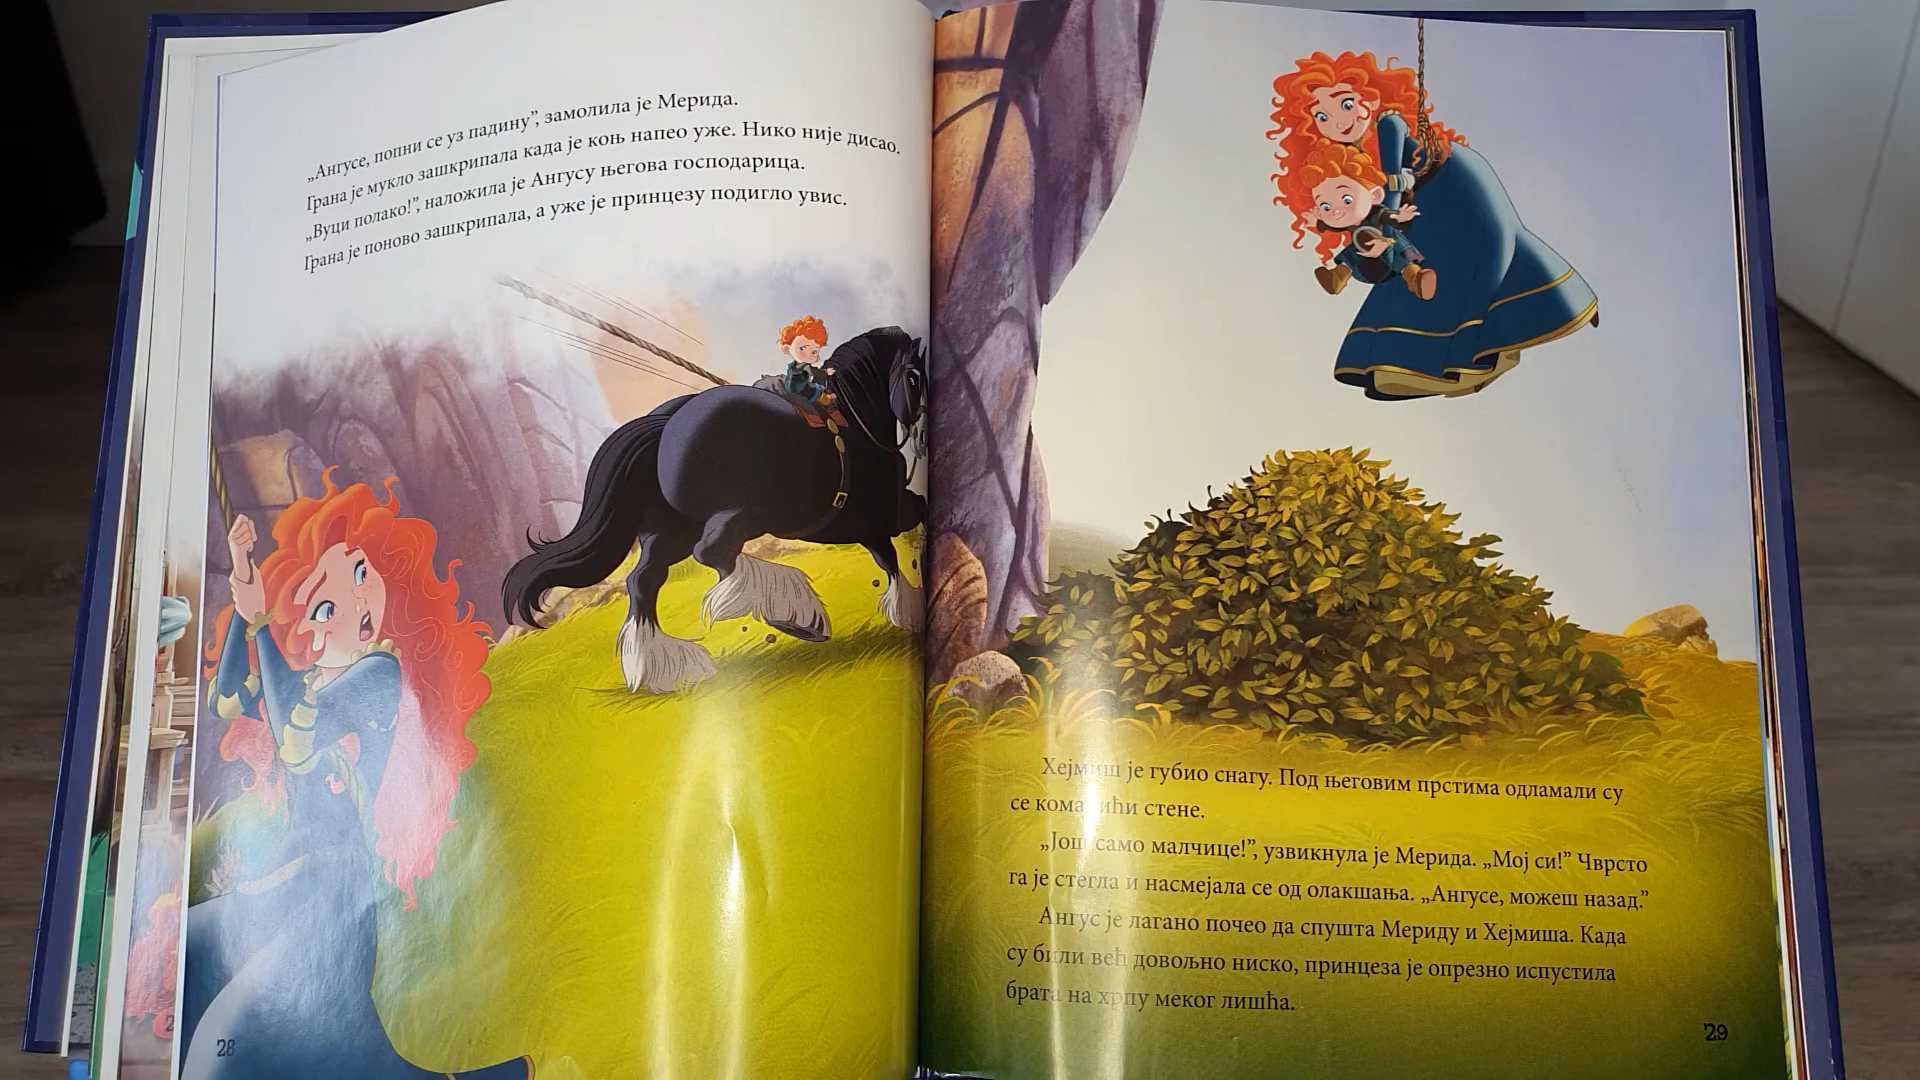 „Ангусе, попни се уз падину”, замолила је Мерида.
Грана је мукло зашкрипала када је коњ напео уже. Нико није дисао.
„Вуци полако!”, наложила је Ангусу његова господарица.
Грана је поново зашкрипала, а уже је принцезу подигло увис.
28
Хејмиш је губио снагу. Под његовим прстима одламали су
се комадићи стене.
„Још само малчице!”, узвикнула је Мерида. „Мој си!” Чврсто
га је стегла и насмејала се од олакшања. „Ангусе, можеш назад.”
Ангус је лагано почео да спушта Мериду и Хејмиша. Када
су били већ довољно ниско, принцеза је опрезно испустила
брата на хрпу меког лишћа.
29